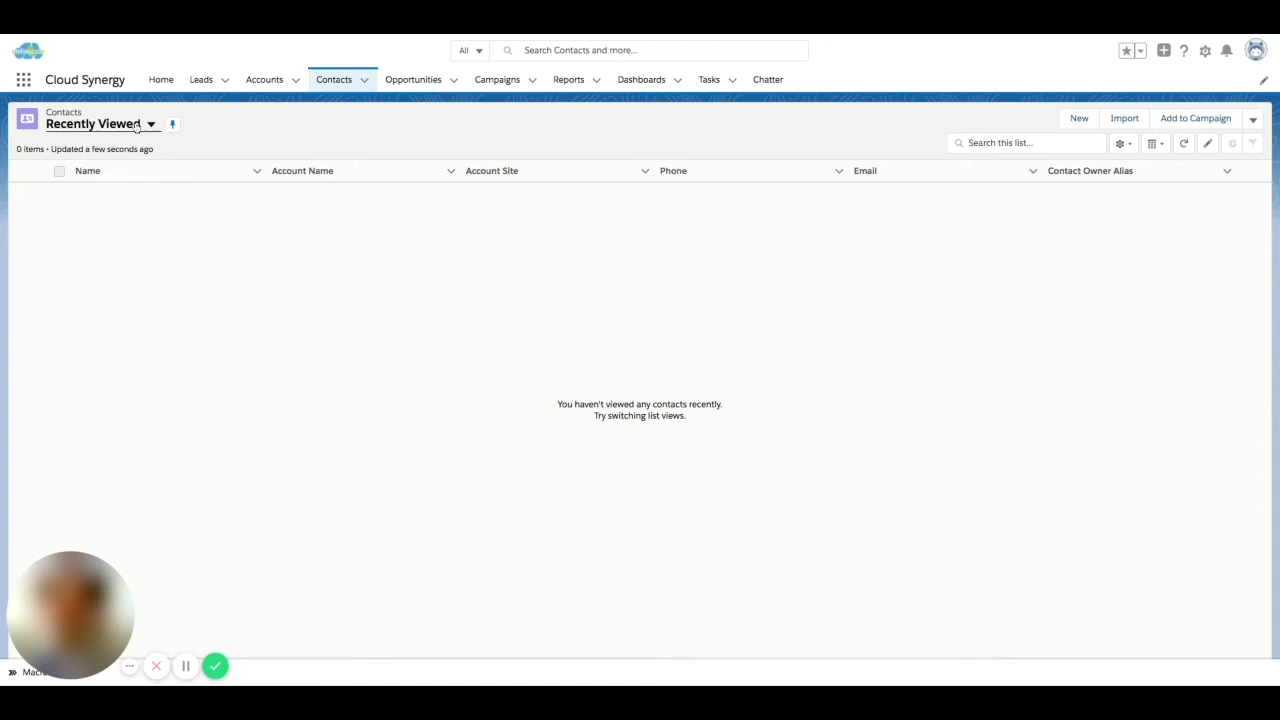 All
Search Contacts and more...
Cloud Synergy
Home
Leads
Accounts
Contacts
Opportunities
Campaigns
Reports
Dashboards
Tasks
Chatter
Contacts
Recently Viewed
New
Import
Add to Campaign
0 items • Updated a few seconds ago
Search this list...
Name
Account Name
Account Site
Phone
Email
Contact Owner Alias
You haven't viewed any contacts recently.
Try switching list views.